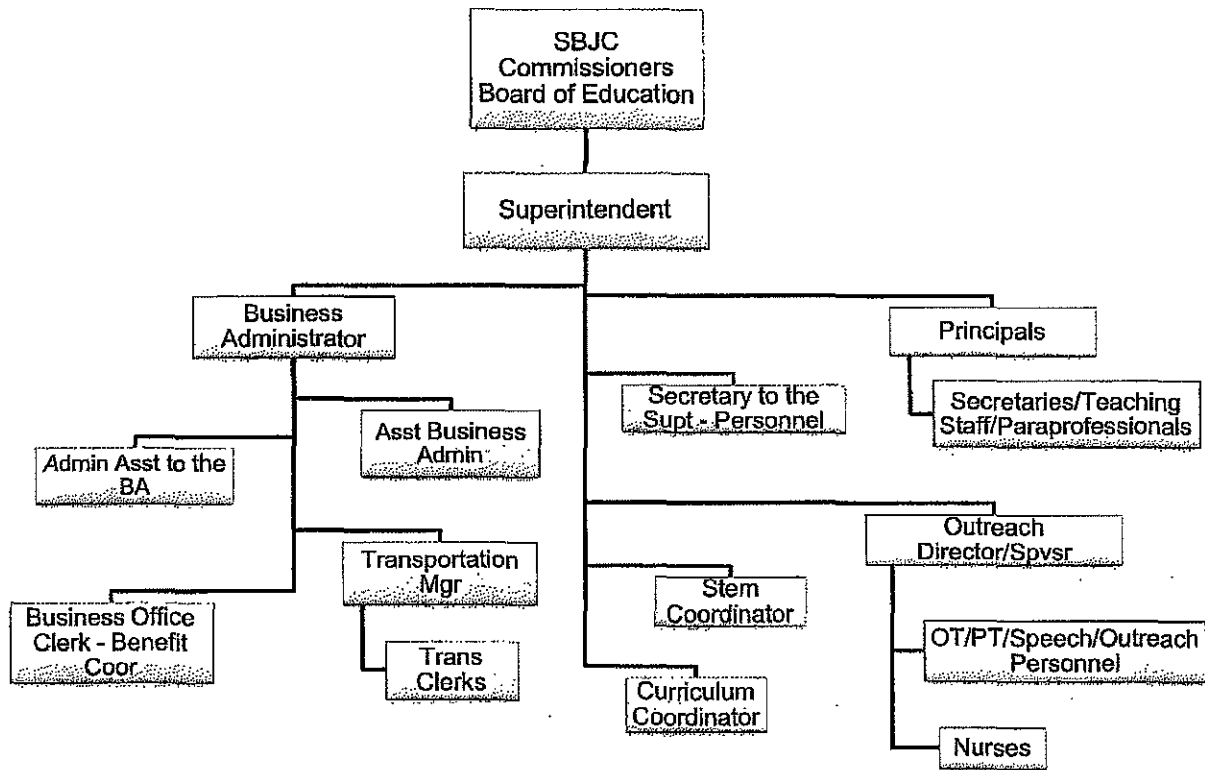 SBJC
Commissioners
Board of Education
Superintendent
Business
Administrator
Principals
Secretary to the
Supt - Personnel
Secretaries/Teaching
Staff/Paraprofessionals
Asst Business
Admin
Admin Asst to the
BA
Outreach
Director/Spvsr
Transportation
Mgr
Stem
Coordinator
Business Office
Clerk - Benefit
Coor
OT/PT/Speech/Outreach
Personnel
Trans
Clerks
Curriculum
Coordinator
Nurses